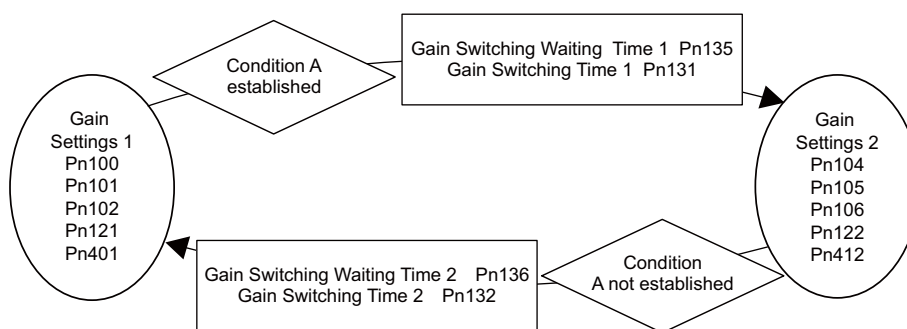 Gain
Settings 1
Pn100
Pn101
Pn102
Pn121
Pn401
Condition A
established
Gain Switching Waiting Time 1 Pn135
Gain Switching Time 1 Pn131
Gain
Settings 2
Pn104
Pn105
Pn106
Pn122
Pn412
Condition
A not established
Gain Switching Waiting Time 2 Pn136
Gain Switching Time 2 Pn132